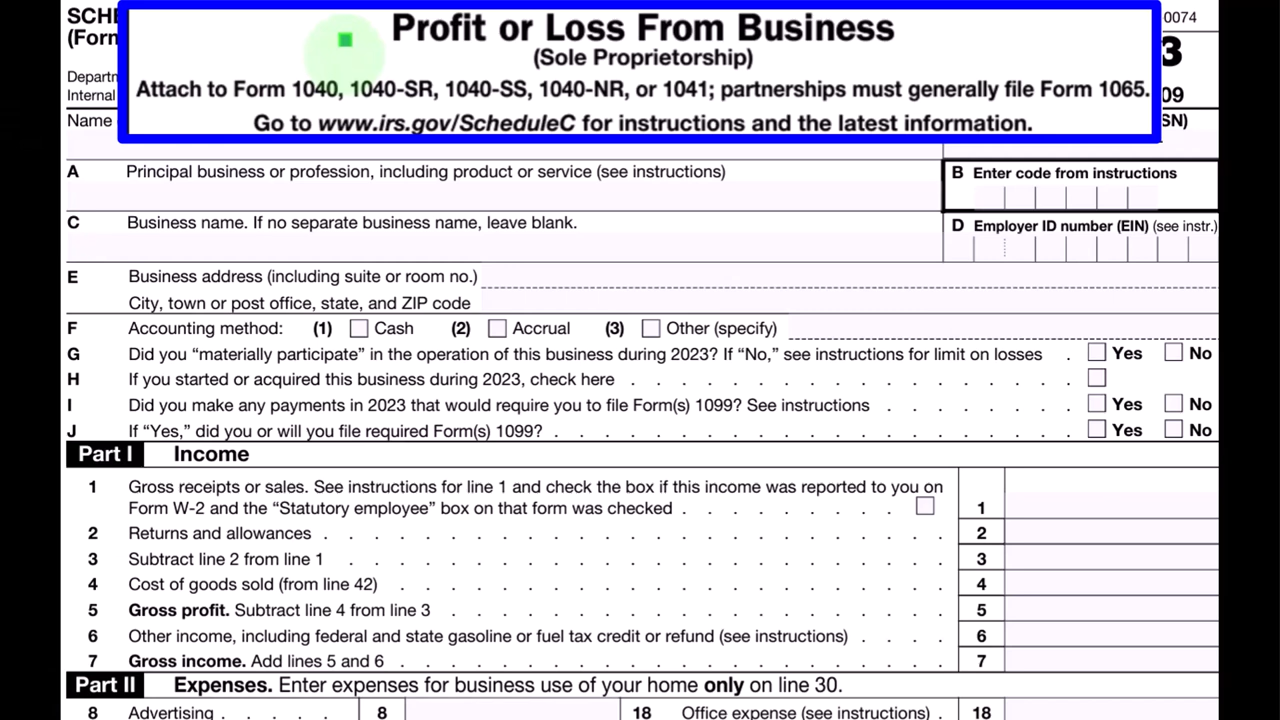 SCHE
Profit or Loss From Business
0074
(Form
(Sole Proprietorship)
3
Departm
Attach to Form 1040, 1040-SR, 1040-SS, 1040-NR, or 1041; partnerships must generally file Form 1065.
Internal
Go to www.irs.gov/ScheduleC for instructions and the latest information.
09
Name
SN)
A Principal business or profession, including product or service (see instructions)
B Enter code from instructions
C Business name. If no separate business name, leave blank.
D Employer ID number (EIN) (see instr.)
E Business address (including suite or room no.)
City, town or post office, state, and ZIP code
F Accounting method: (1) Cash (2) Accrual (3) Other (specify)
G Did you “materially participate” in the operation of this business during 2023? If “No,” see instructions for limit on losses . Yes No
H If you started or acquired this business during 2023, check here . . . . . . . . . . . . . . . . .
I Did you make any payments in 2023 that would require you to file Form(s) 1099? See instructions . . . . . . . Yes No
J If “Yes,” did you or will you file required Form(s) 1099? . . . . . . . . . . . . . . . . . . . Yes No
Part I Income
1 Gross receipts or sales. See instructions for line 1 and check the box if this income was reported to you on
Form W-2 and the “Statutory employee” box on that form was checked . . . . . . . . . 1
2 Returns and allowances . . . . . . . . . . . . . . . . . . . . . 2
3 Subtract line 2 from line 1 . . . . . . . . . . . . . . . . . . . . 3
4 Cost of goods sold (from line 42) . . . . . . . . . . . . . . . . . . 4
5 Gross profit. Subtract line 4 from line 3 . . . . . . . . . . . . . . . . . 5
6 Other income, including federal and state gasoline or fuel tax credit or refund (see instructions) . . . . 6
7 Gross income. Add lines 5 and 6 . . . . . . . . . . . . . . . . . . 7
Part II Expenses. Enter expenses for business use of your home only on line 30.
8 Advertising . . . . . 8
18 Office expense (see instructions) . 18